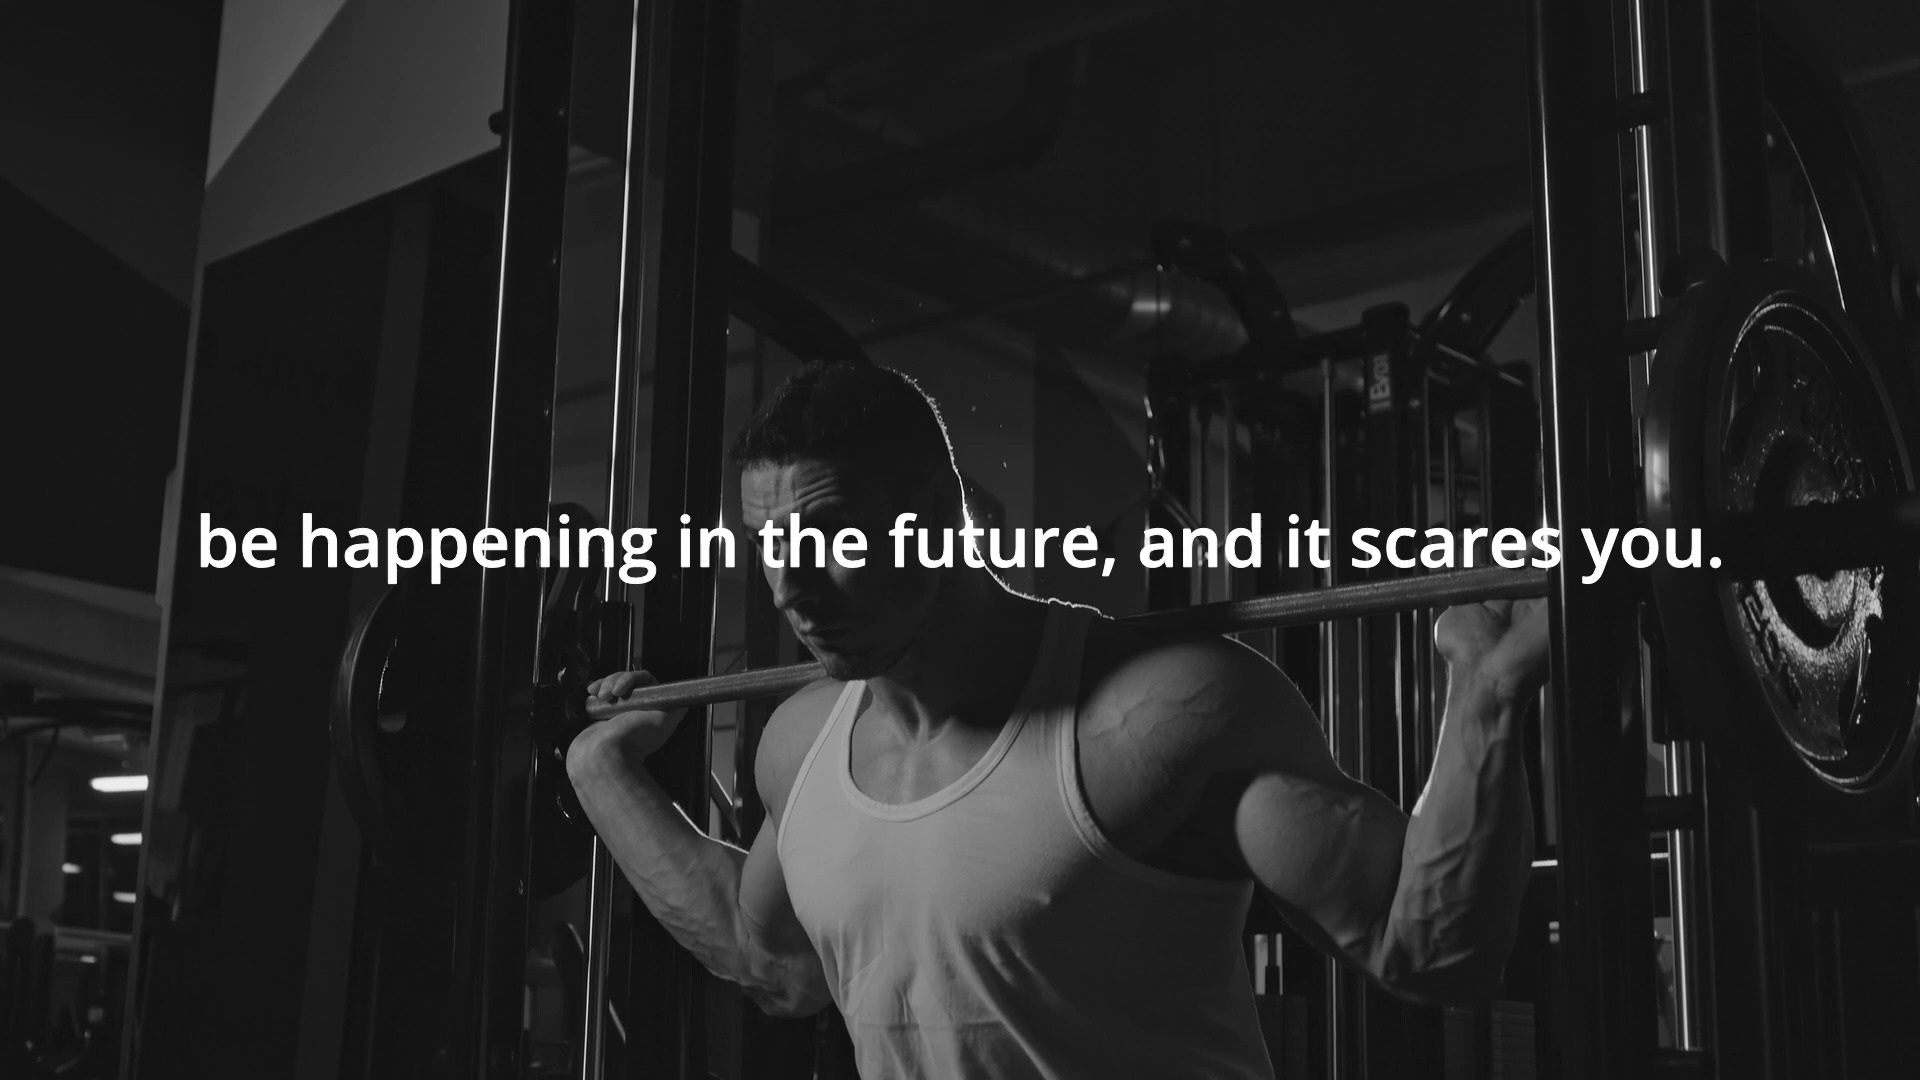 be happening in the future, and it scares you.